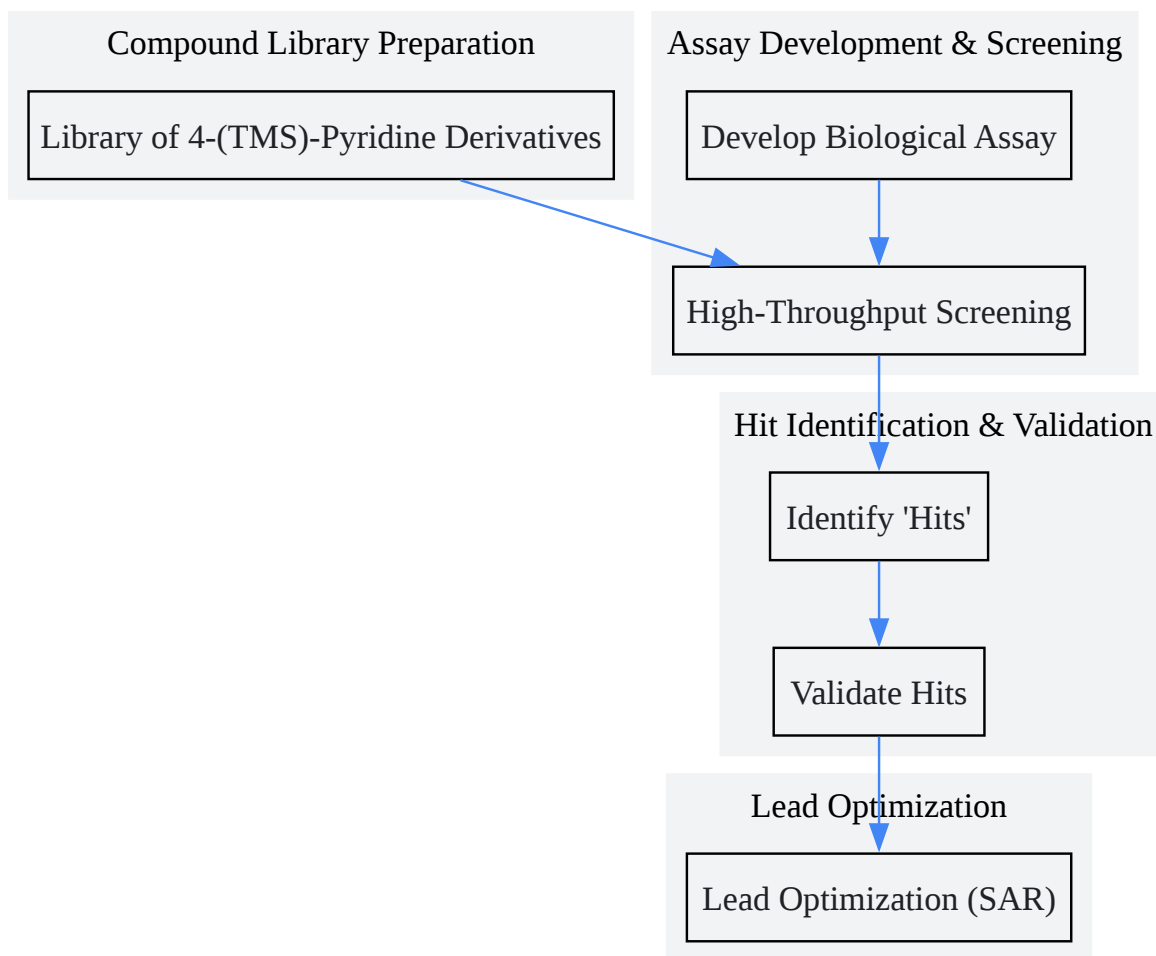 Compound Library Preparation
Library of 4-(TMS)-Pyridine Derivatives
Assay Development & Screening
Develop Biological Assay
High-Throughput Screening
Hit Identification & Validation
Identify 'Hits'
Validate Hits
Lead Optimization
Lead Optimization (SAR)